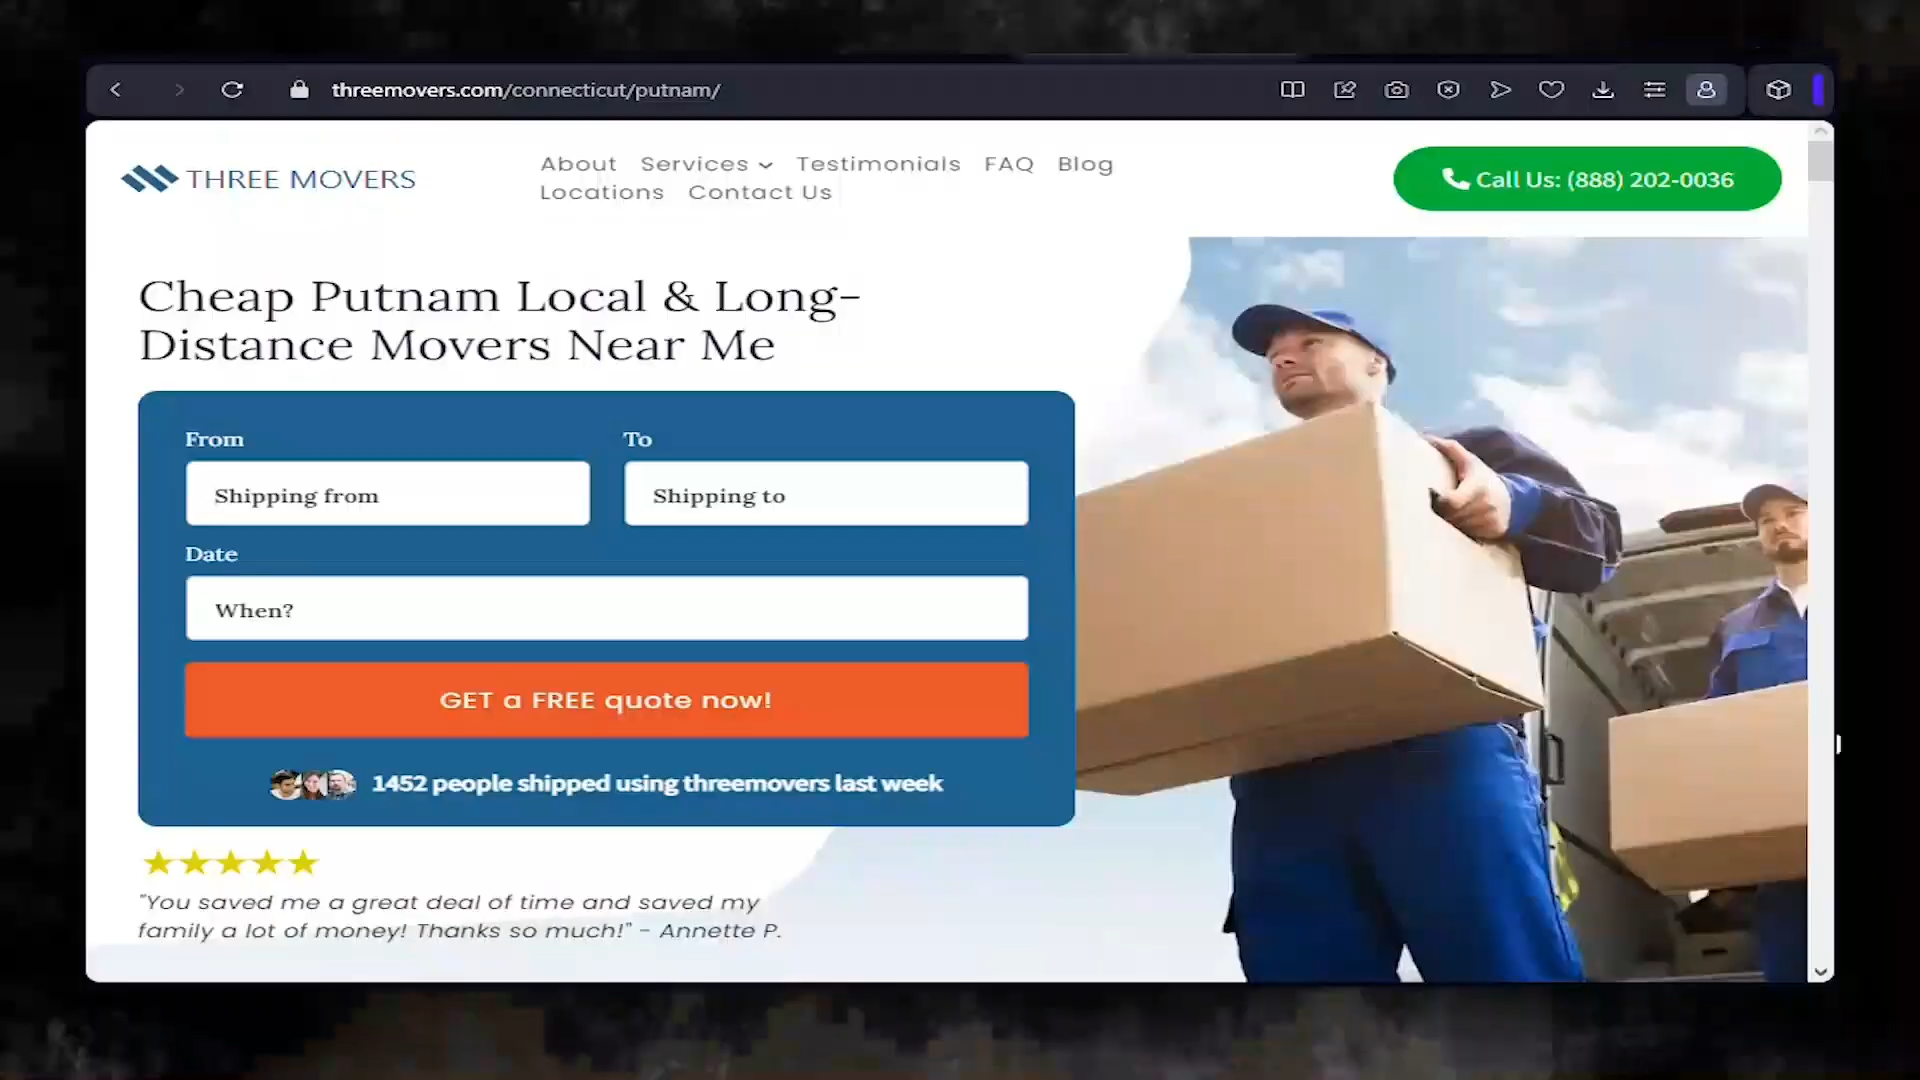 threemovers.com/connecticut/putnam/
THREE MOVERS
About Services Testimonials FAQ Blog
Locations Contact Us
Call Us: (888) 202-0036
Cheap Putnam Local & Long-
Distance Movers Near Me
From
To
Shipping from
Shipping to
Date
When?
GET a FREE quote now!
1452 people shipped using threemovers last week
"You saved me a great deal of time and saved my
family a lot of money! Thanks so much!" - Annette P.